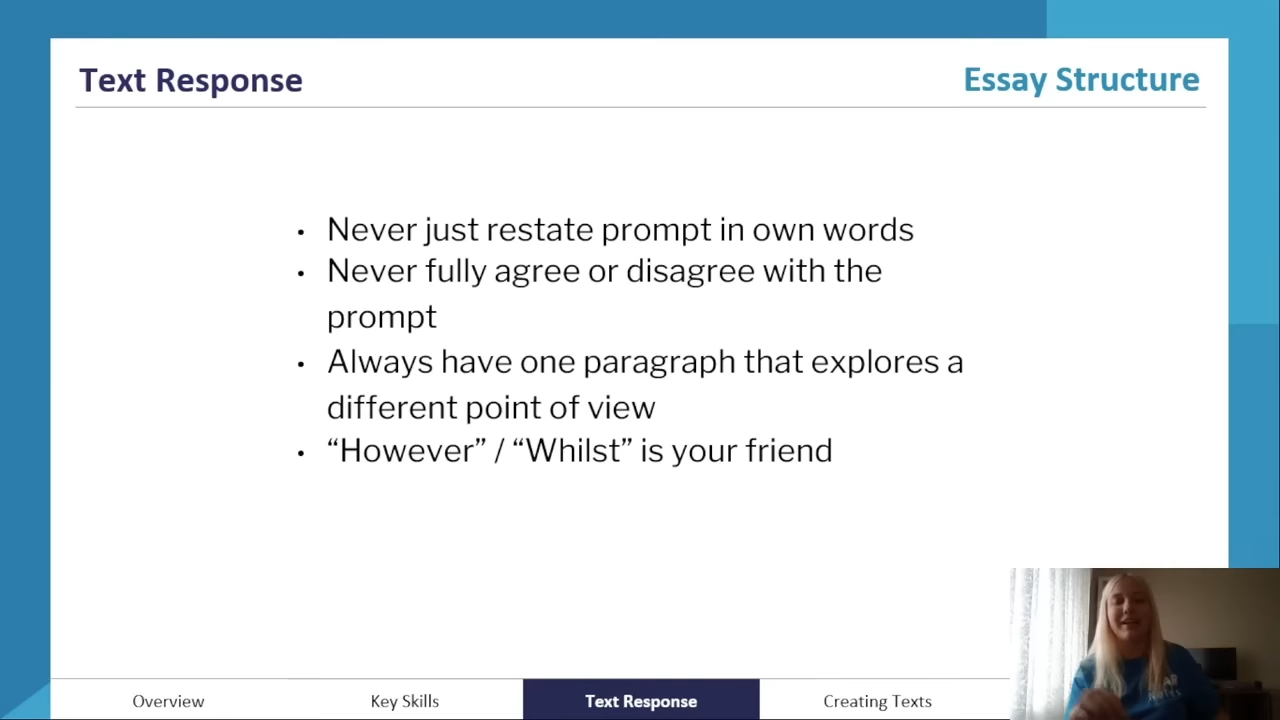 Text Response
Essay Structure
• Never just restate prompt in own words
• Never fully agree or disagree with the
prompt
• Always have one paragraph that explores a
different point of view
• “However” / “Whilst” is your friend
Overview
Key Skills
Text Response
Creating Texts